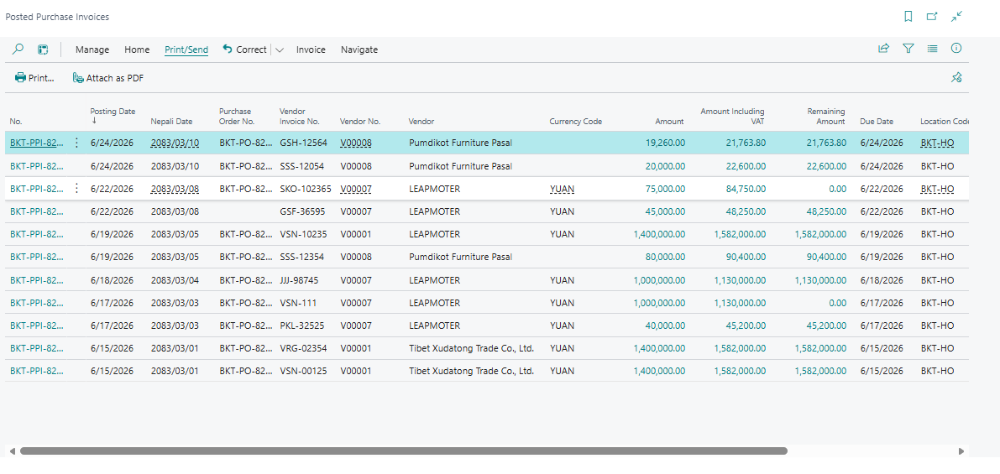 Posted Purchase Invoices
Manage Home Print/Send Correct Invoice Navigate
Print... Attach as PDF
No. Posting Date ↓ Nepali Date Purchase Order No. Vendor Invoice No. Vendor No. Vendor Currency Code Amount Amount Including VAT Remaining Amount Due Date Location Code
BKT-PPI-82... 6/24/2026 2083/03/10 BKT-PO-82... GSH-12564 V00008 Pumdikot Furniture Pasal 19,260.00 21,763.80 21,763.80 6/24/2026 BKT-HO
BKT-PPI-82... 6/24/2026 2083/03/10 BKT-PO-82... SSS-12054 V00008 Pumdikot Furniture Pasal 20,000.00 22,600.00 22,600.00 6/24/2026 BKT-HO
BKT-PPI-82... 6/22/2026 2083/03/08 BKT-PO-82... SKO-102365 V00007 LEAPMOTER YUAN 75,000.00 84,750.00 0.00 6/22/2026 BKT-HO
BKT-PPI-82... 6/22/2026 2083/03/08 GSF-36595 V00007 LEAPMOTER YUAN 45,000.00 48,250.00 48,250.00 6/22/2026 BKT-HO
BKT-PPI-82... 6/19/2026 2083/03/05 BKT-PO-82... VSN-10235 V00001 LEAPMOTER YUAN 1,400,000.00 1,582,000.00 1,582,000.00 6/19/2026 BKT-HO
BKT-PPI-82... 6/19/2026 2083/03/05 BKT-PO-82... SSS-12354 V00008 Pumdikot Furniture Pasal 80,000.00 90,400.00 90,400.00 6/19/2026 BKT-HO
BKT-PPI-82... 6/18/2026 2083/03/04 BKT-PO-82... JJJ-98745 V00007 LEAPMOTER YUAN 1,000,000.00 1,130,000.00 1,130,000.00 6/18/2026 BKT-HO
BKT-PPI-82... 6/17/2026 2083/03/03 BKT-PO-82... VSN-111 V00007 LEAPMOTER YUAN 1,000,000.00 1,130,000.00 0.00 6/17/2026 BKT-HO
BKT-PPI-82... 6/17/2026 2083/03/03 BKT-PO-82... PKL-32525 V00007 LEAPMOTER YUAN 40,000.00 45,200.00 45,200.00 6/17/2026 BKT-HO
BKT-PPI-82... 6/15/2026 2083/03/01 BKT-PO-82... VRG-02354 V00001 Tibet Xudatong Trade Co., Ltd. YUAN 1,400,000.00 1,582,000.00 1,582,000.00 6/15/2026 BKT-HO
BKT-PPI-82... 6/15/2026 2083/03/01 BKT-PO-82... VSN-00125 V00001 Tibet Xudatong Trade Co., Ltd. YUAN 1,400,000.00 1,582,000.00 1,582,000.00 6/15/2026 BKT-HO